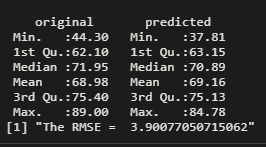 original predicted
Min. :44.30 Min. :37.81
1st Qu.:62.10 1st Qu.:63.15
Median :71.95 Median :70.89
Mean :68.98 Mean :69.16
3rd Qu.:75.40 3rd Qu.:75.13
Max. :89.00 Max. :84.78
[1] "The RMSE =  3.90077050715062"